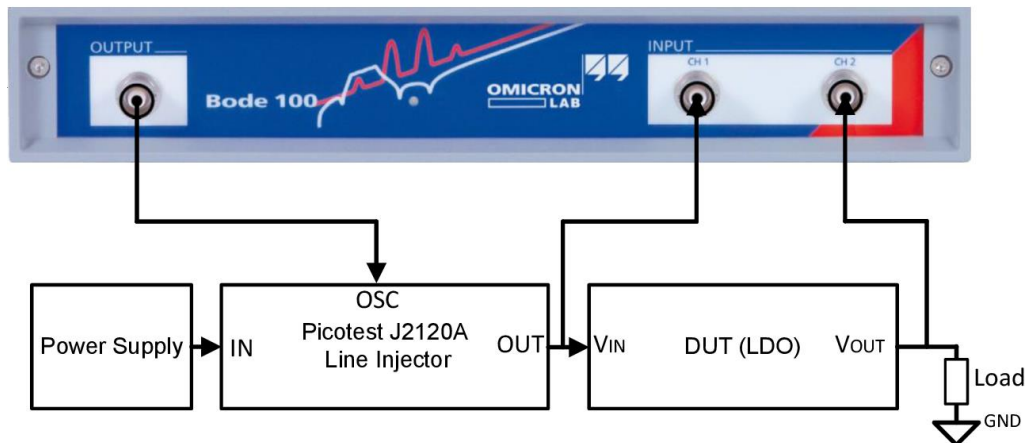 OUTPUT
INPUT
CH 1
CH 2
Bode 100
OMICRON
LAB
OSC
Power Supply
IN
Picotest J2120A
Line Injector
OUT
VIN
DUT (LDO)
VOUT
Load
GND